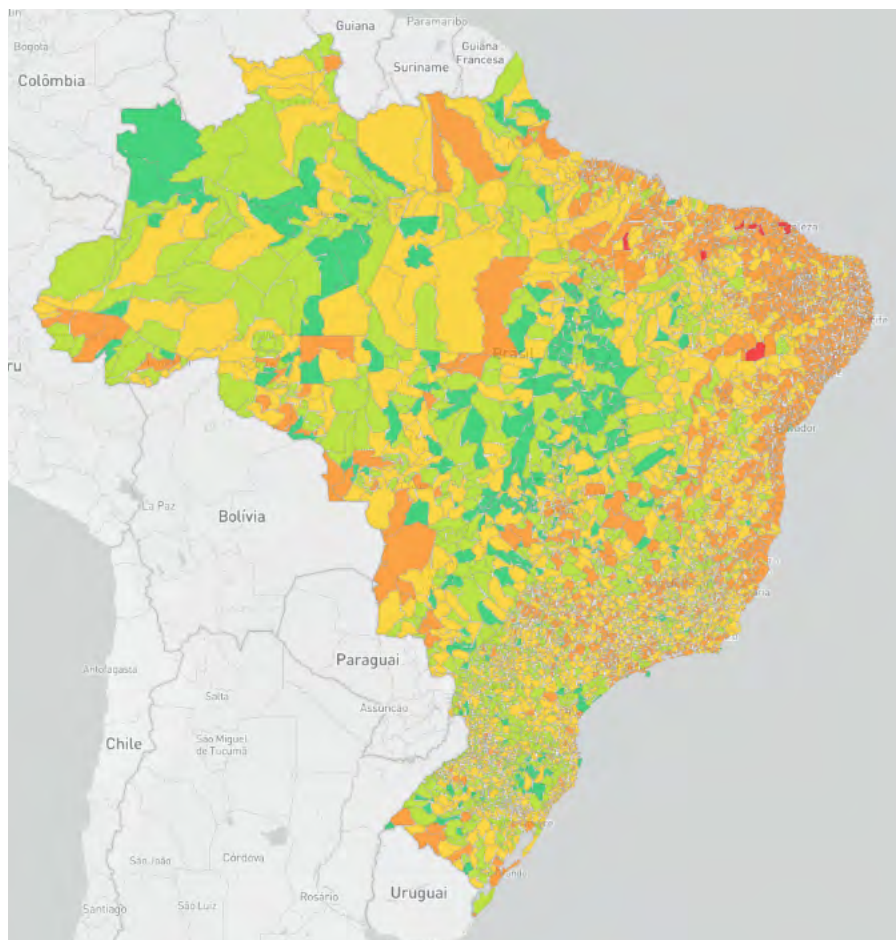 Guiana
Paramaribo
Bogotá
Guiana
Francesa
Suriname
Colômbia
Brasil
La Paz
Bolívia
Paraguai
Antofagasta
Salta
Assunção
São Miguel
de Tucumã
Chile
São João
Córdova
Rosário
Uruguai
Santiago
São Luiz